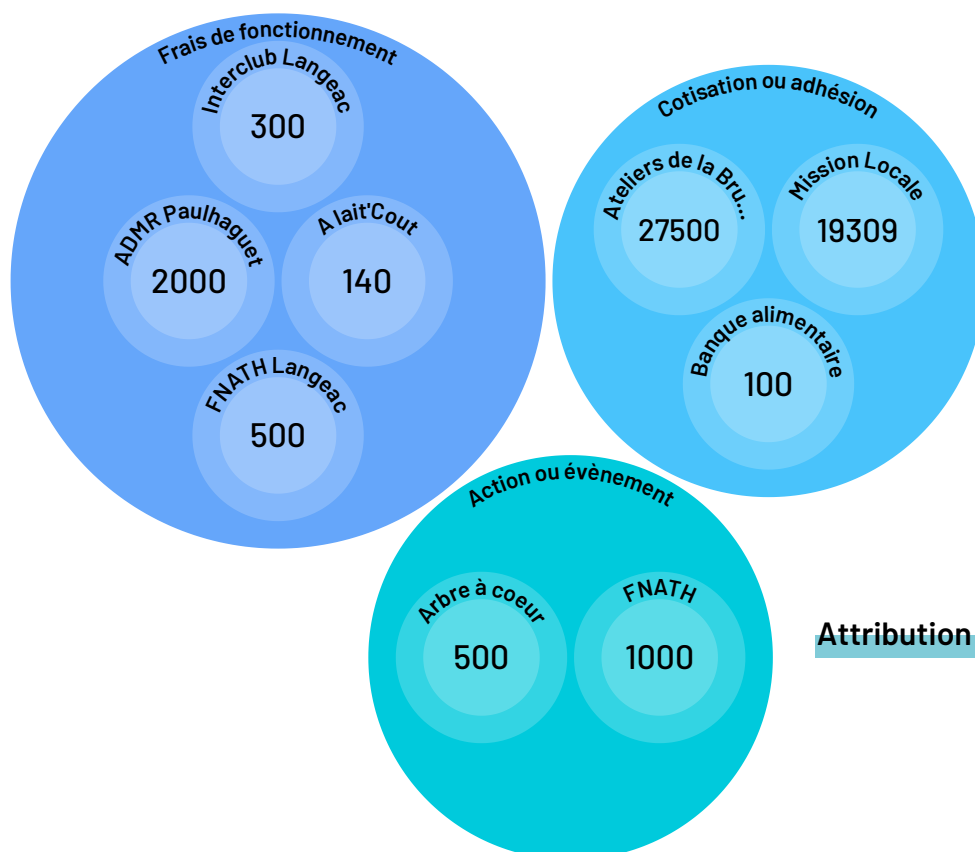 Frais de fonctionnement
Interclub Langeac
300
ADMR Paulhaguet
2000
A lait'Cout
140
FNATH Langeac
500
Cotisation ou adhésion
Ateliers de la Bru...
27500
Mission Locale
19309
Banque alimentaire
100
Action ou évènement
Arbre à coeur
500
FNATH
1000
Attribution